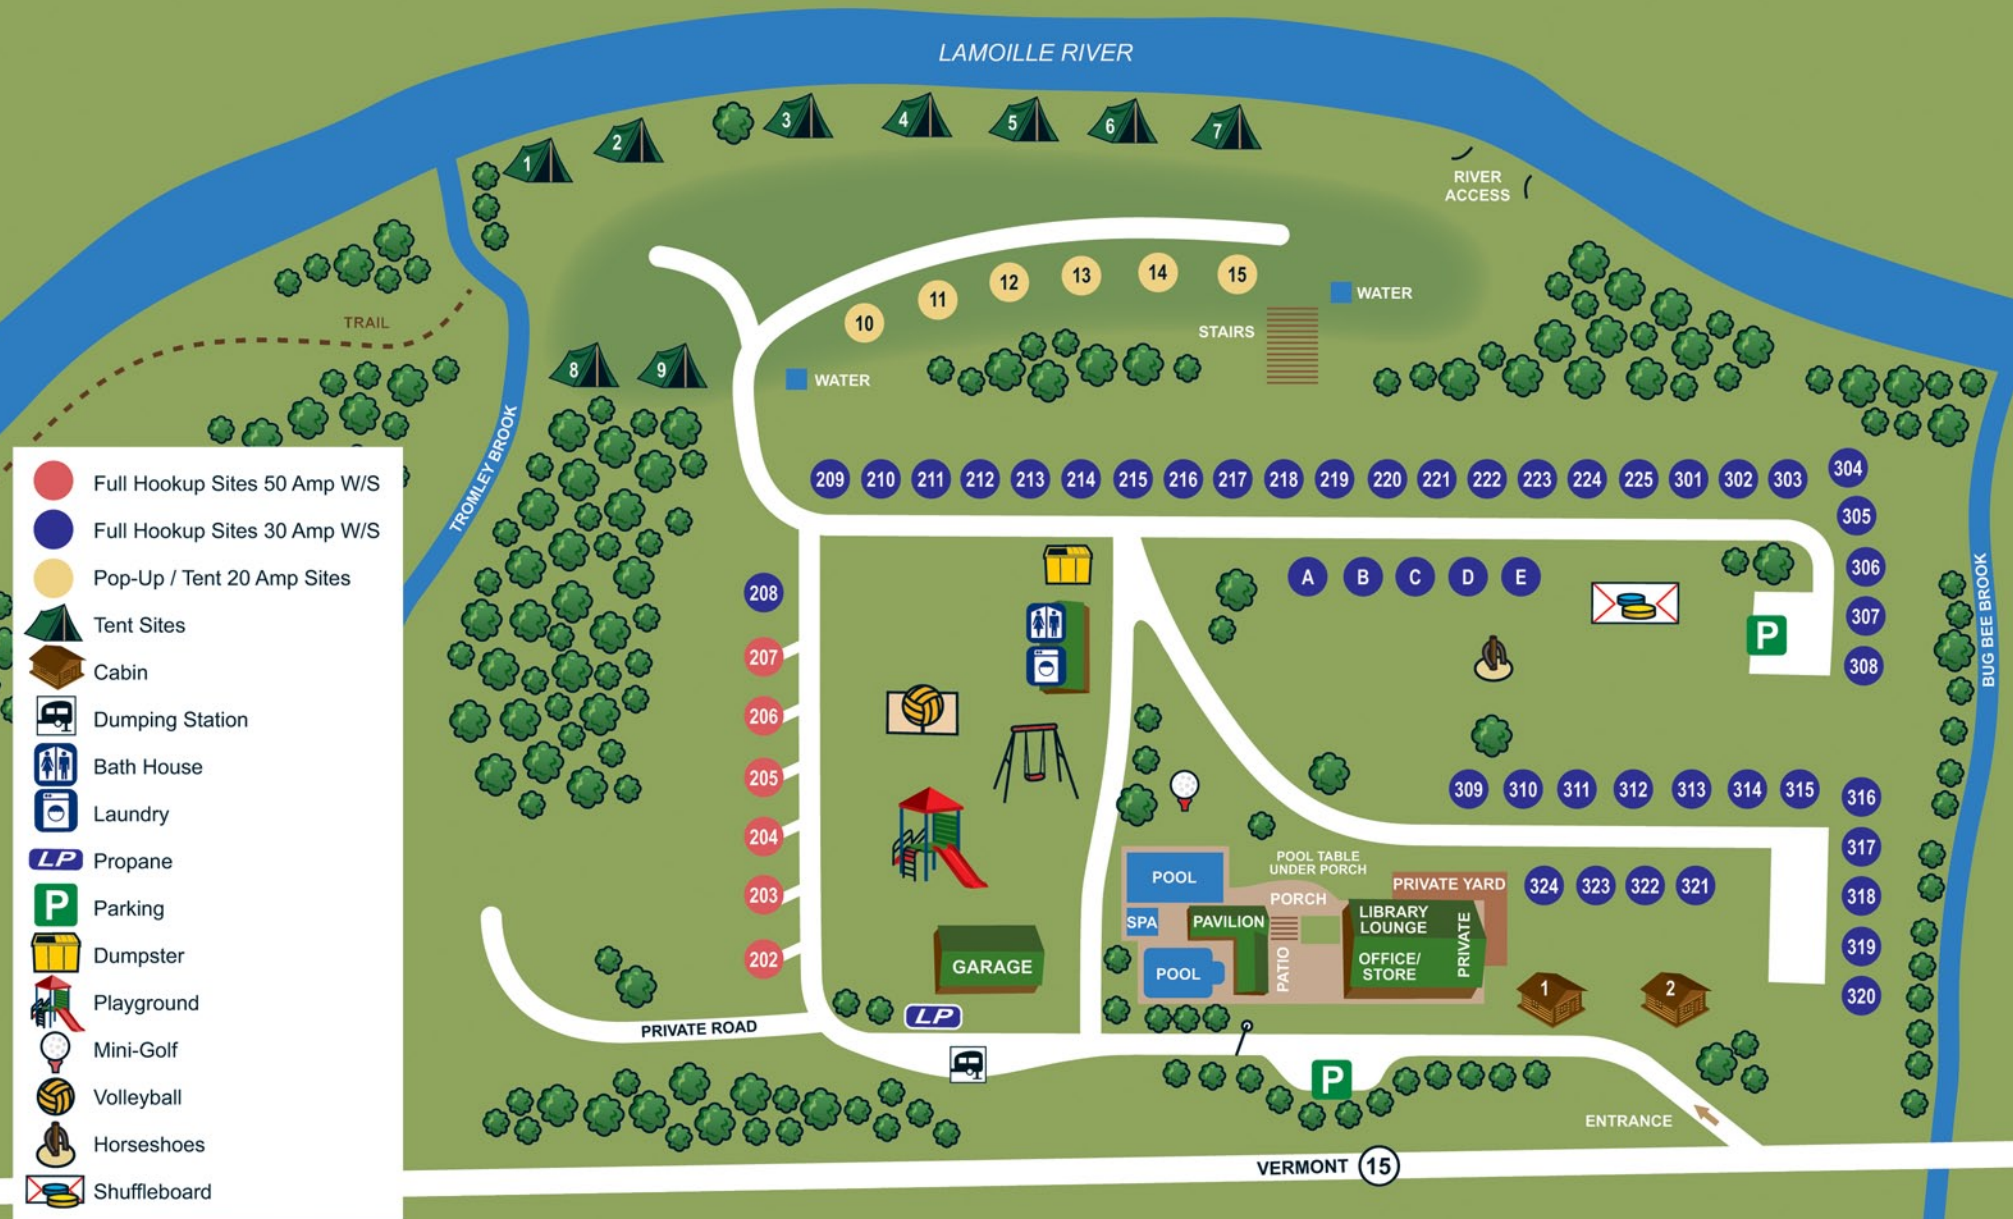 LAMOILLE RIVER
1
2
3
4
5
6
7
RIVER
ACCESS
TRAIL
10
11
12
13
14
15
WATER
STAIRS
8
9
WATER
TROMLEY BROOK
209 210 211 212 213 214 215 216 217 218 219 220 221 222 223 224 225 301 302 303
304
305
306
307
308
A B C D E
P
BUG BEE BROOK
208
207
206
205
204
203
202
309 310 311 312 313 314 315
316
317
318
319
320
324 323 322 321
POOL TABLE
UNDER PORCH
POOL
SPA
POOL
PAVILION
PORCH
PATIO
PRIVATE YARD
LIBRARY
LOUNGE
OFFICE/
STORE
PRIVATE
1
2
GARAGE
LP
PRIVATE ROAD
P
ENTRANCE
VERMONT 15
Full Hookup Sites 50 Amp W/S
Full Hookup Sites 30 Amp W/S
Pop-Up / Tent 20 Amp Sites
Tent Sites
Cabin
Dumping Station
Bath House
Laundry
LP Propane
P Parking
Dumpster
Playground
Mini-Golf
Volleyball
Horseshoes
Shuffleboard